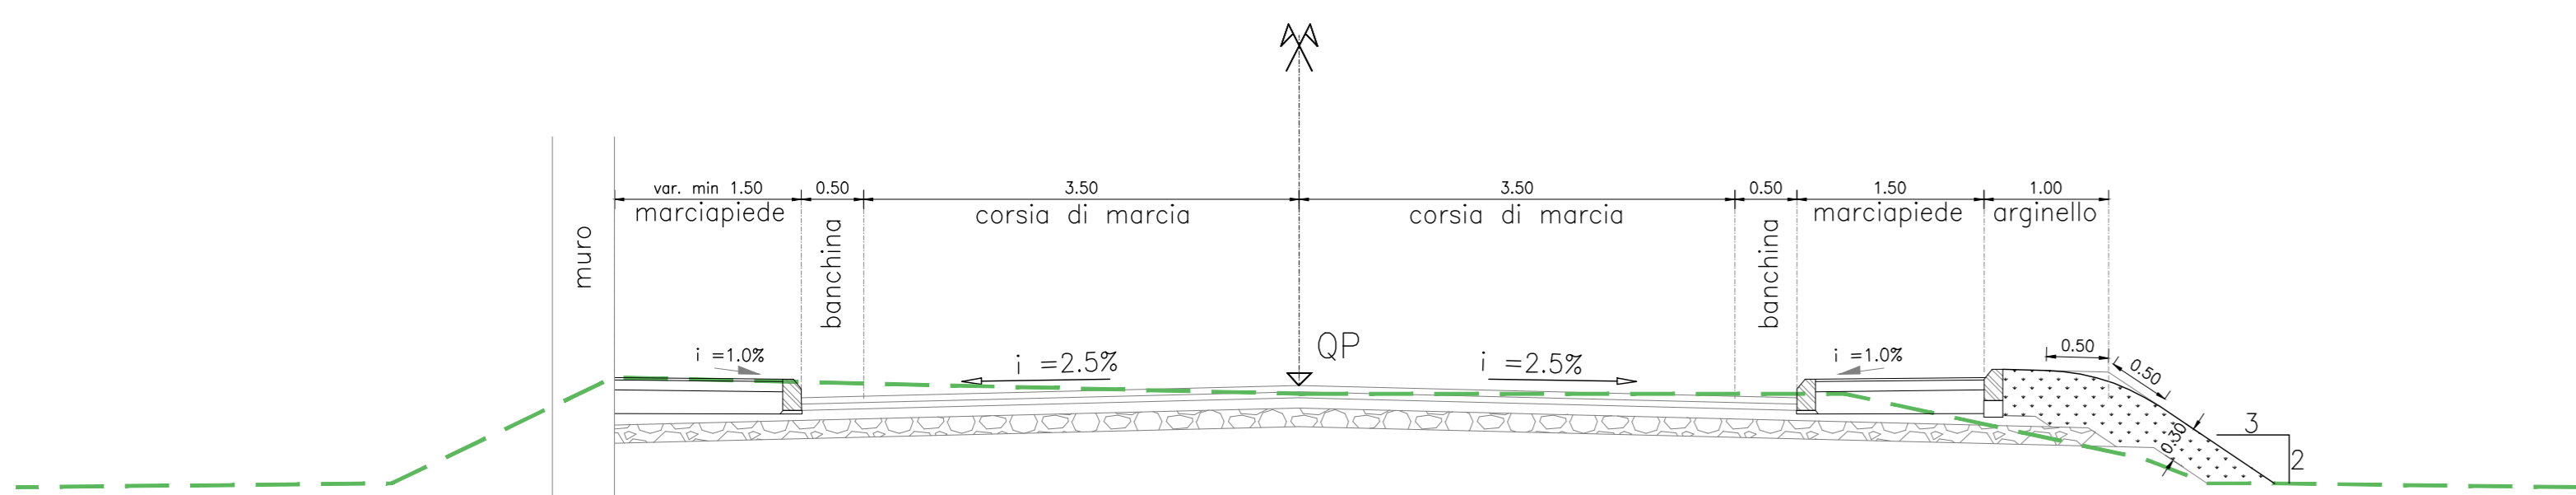 var. min 1.50
0.50
3.50
3.50
0.50
1.50
1.00
marciapiede
corsia di marcia
corsia di marcia
marciapiede
arginello
muro
banchina
banchina
QP
i =1.0%
i =2.5%
i =2.5%
i =1.0%
0.50
0.50
0.30
3
2